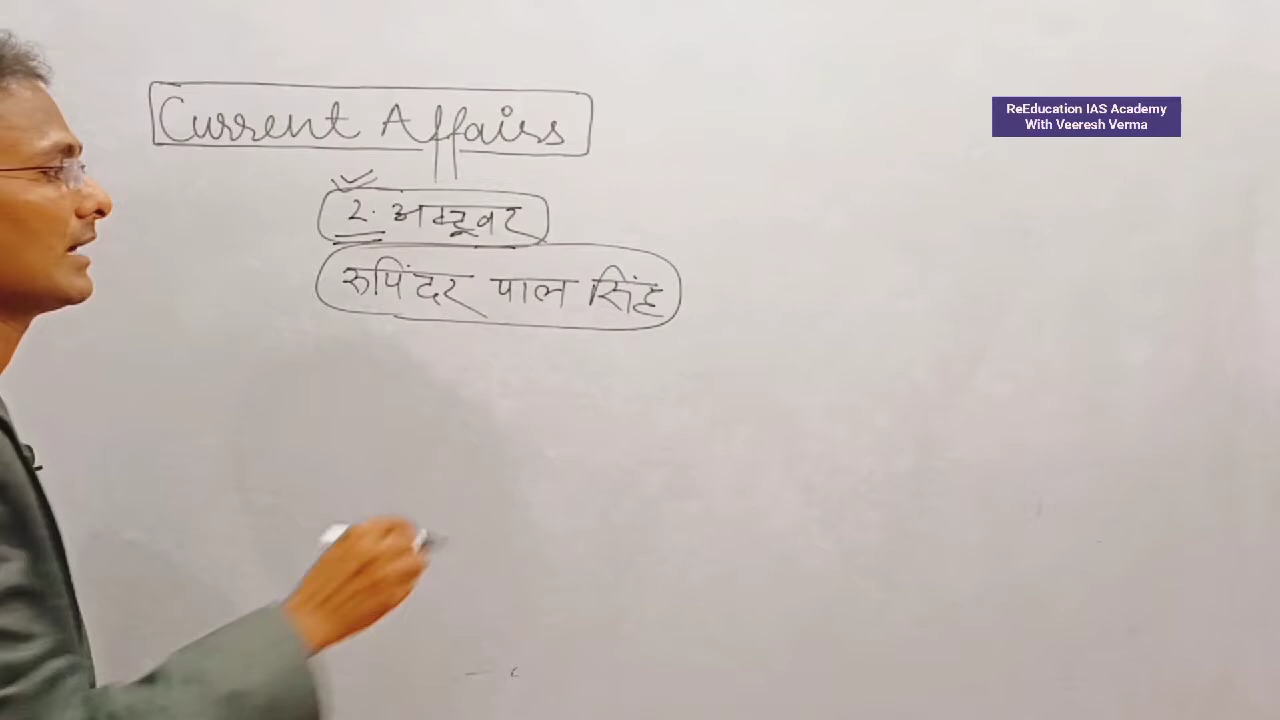 Current Affairs
ReEducation IAS Academy
With Veeresh Verma
2. अक्टूबर
रुपिंदर पाल सिंह